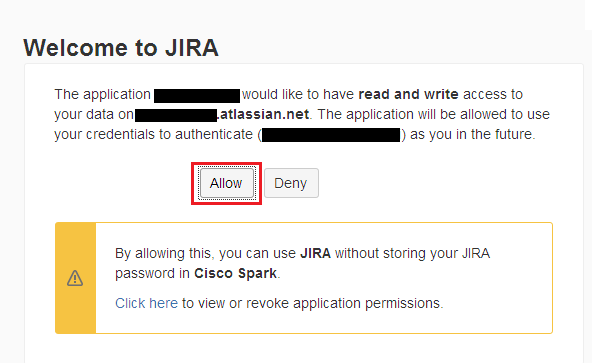 Welcome to JIRA
The application would like to have read and write access to
your data on .atlassian.net. The application will be allowed to use
your credentials to authenticate ( ) as you in the future.
Allow Deny
By allowing this, you can use JIRA without storing your JIRA
password in Cisco Spark.
Click here to view or revoke application permissions.